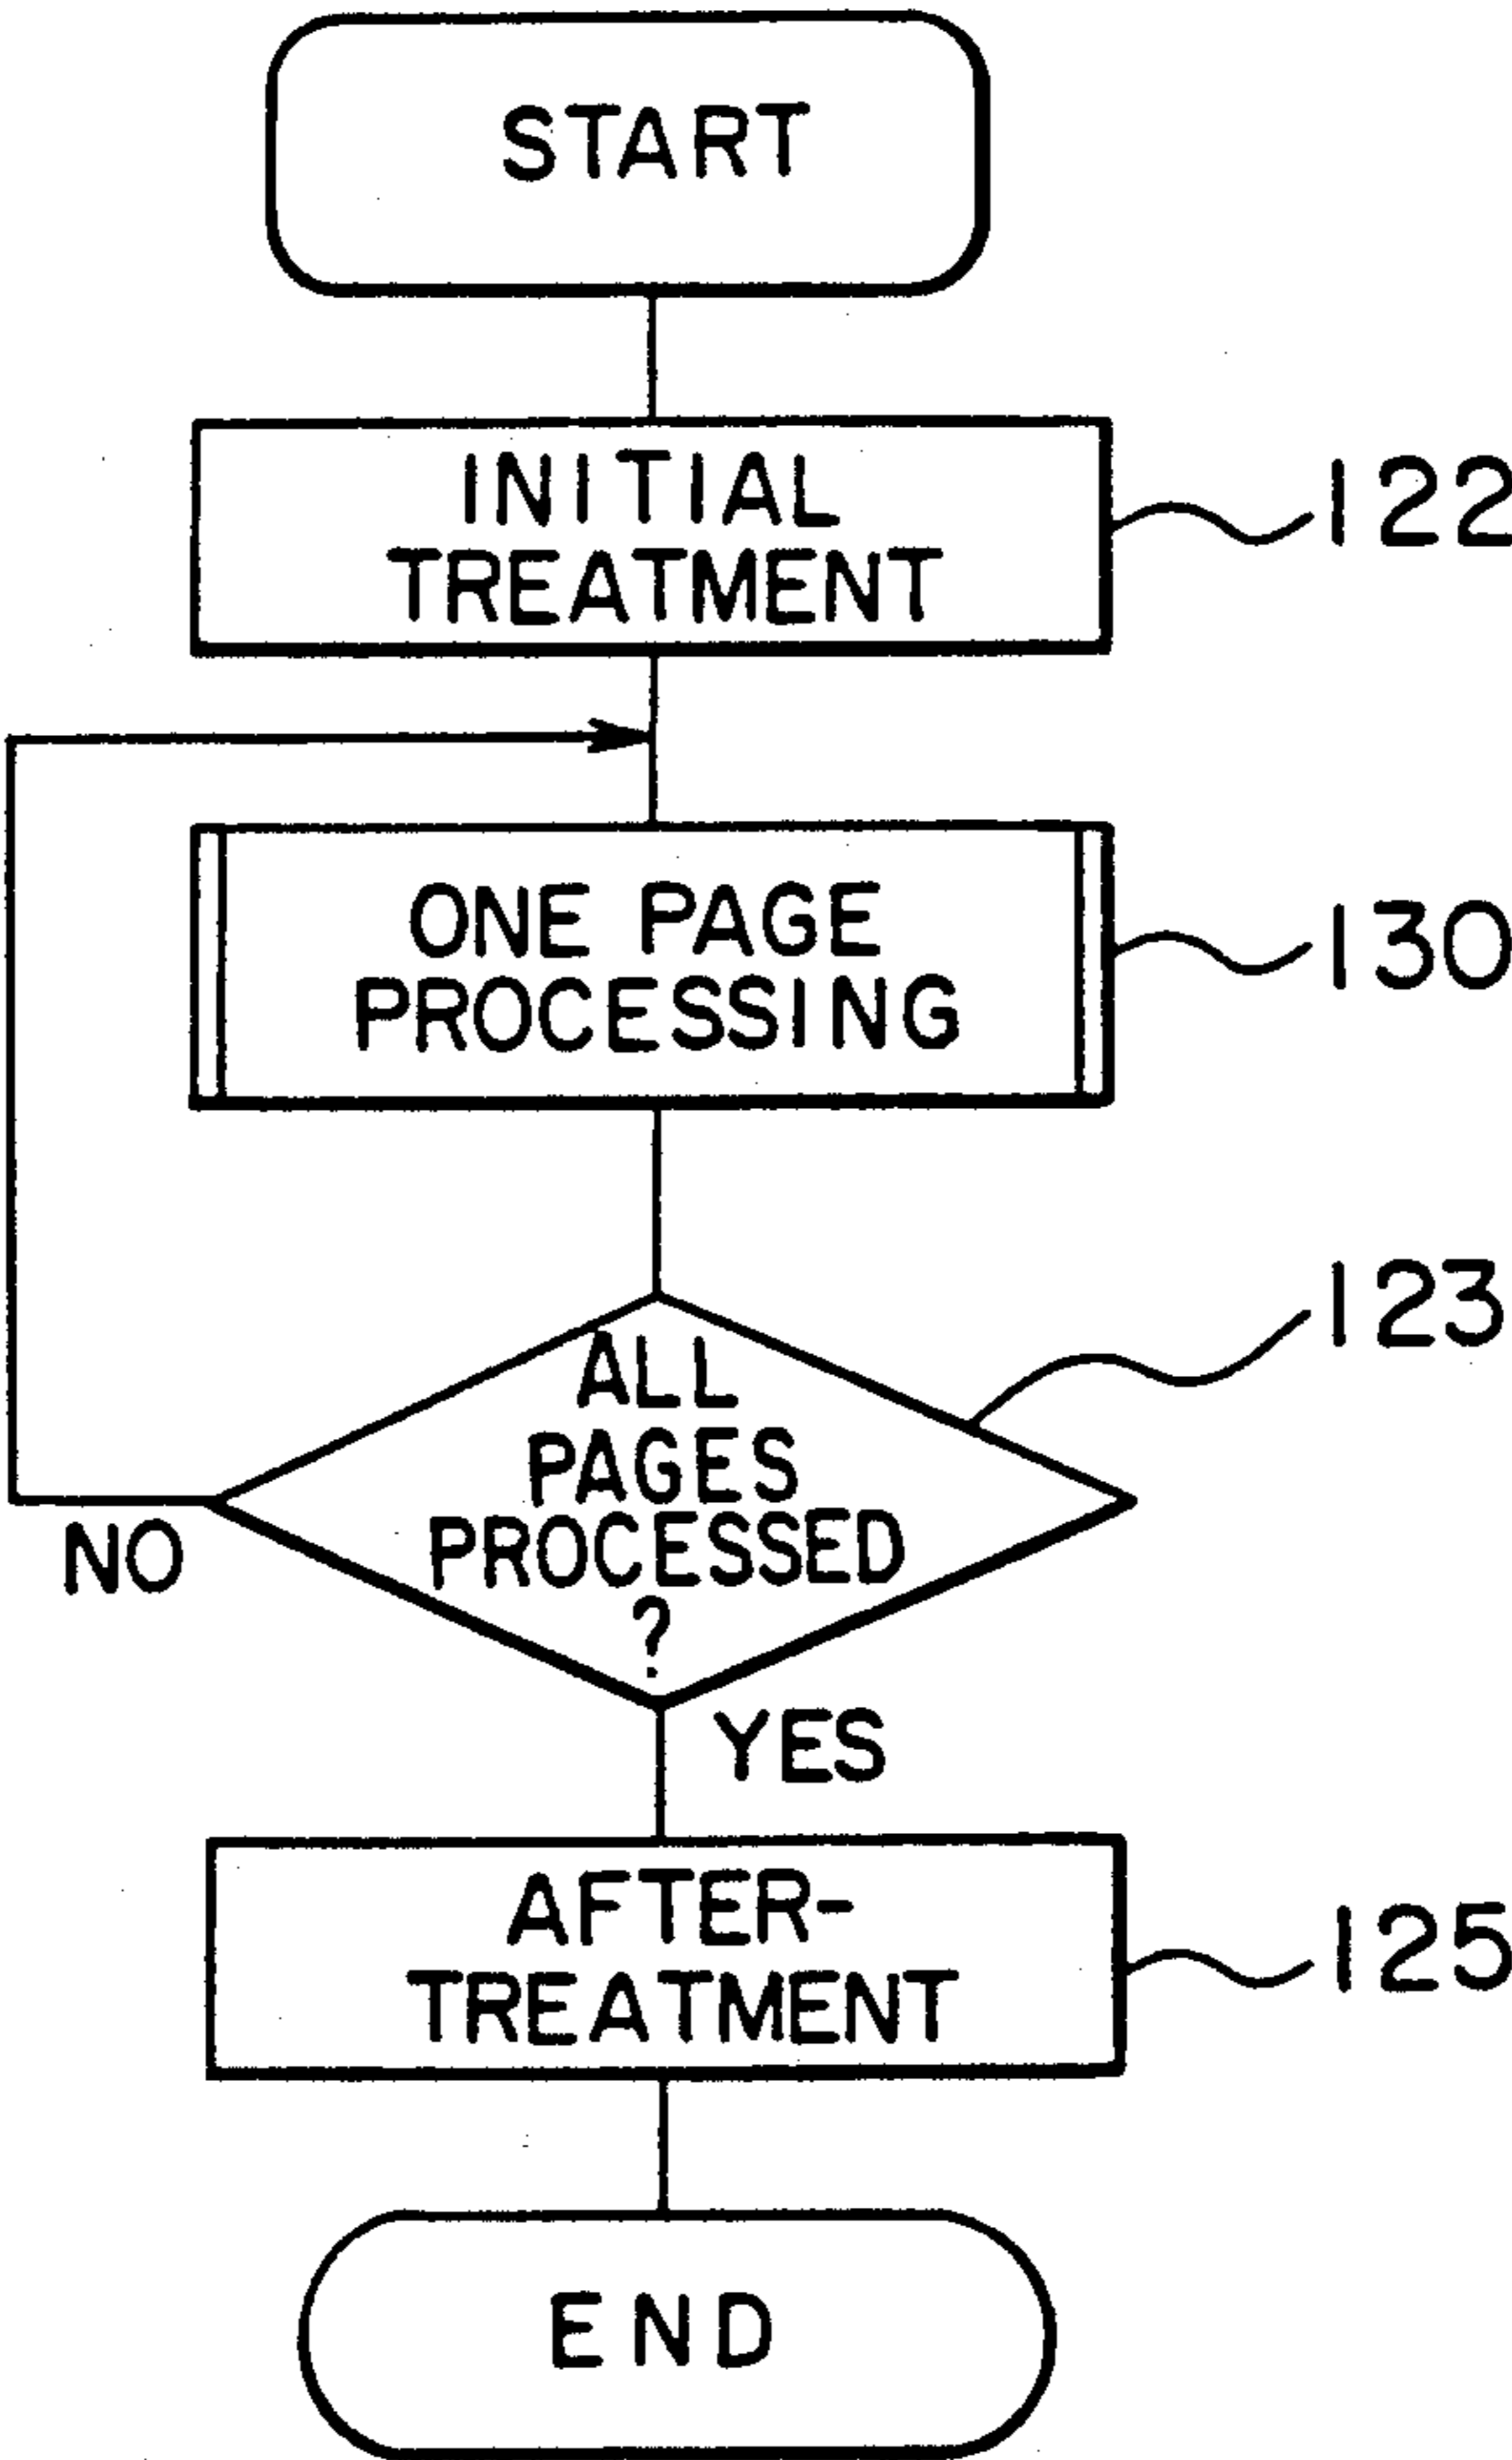 START
INITIAL
TREATMENT
122
ONE PAGE
PROCESSING
130
123
ALL
PAGES
PROCESSED
?
NO
YES
AFTER-
TREATMENT
125
END